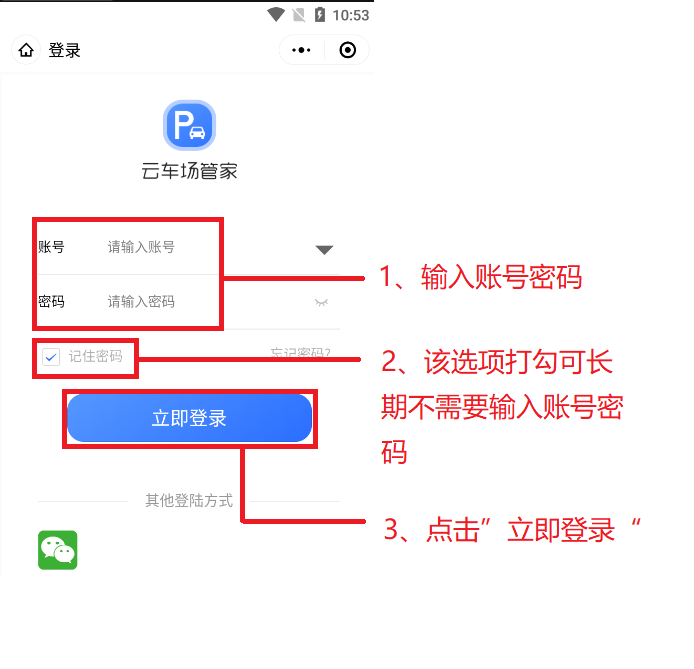 10:53
登录
P
云车场管家
账号 请输入账号
密码 请输入密码
1、输入账号密码
记住密码 忘记密码?
2、该选项打勾可长
期不需要输入账号密
码
立即登录
其他登陆方式
3、点击”立即登录“